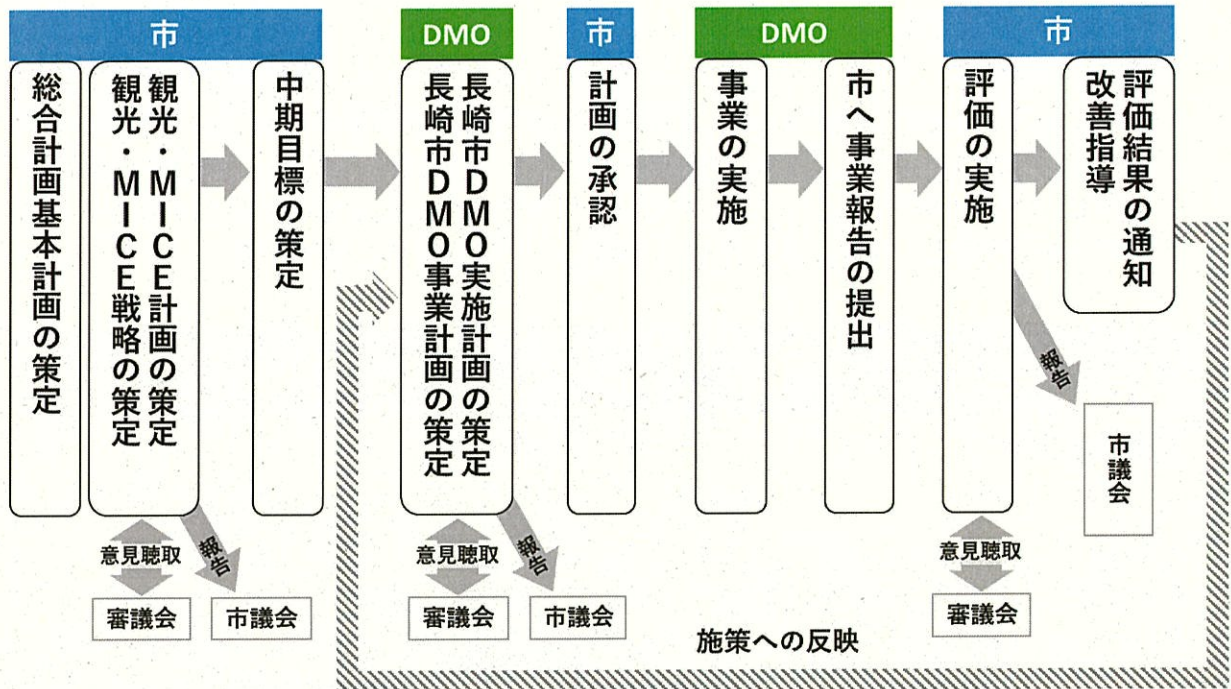 市
DMO
市
DMO
市
総合計画基本計画の策定
観光・MICE計画の策定
観光・MICE戦略の策定
中期目標の策定
長崎市DMO実施計画の策定
長崎市DMO事業計画の策定
計画の承認
事業の実施
市へ事業報告の提出
評価の実施
評価結果の通知
改善指導
意見聴取
報告
審議会
市議会
意見聴取
報告
審議会
市議会
意見聴取
審議会
報告
市議会
施策への反映